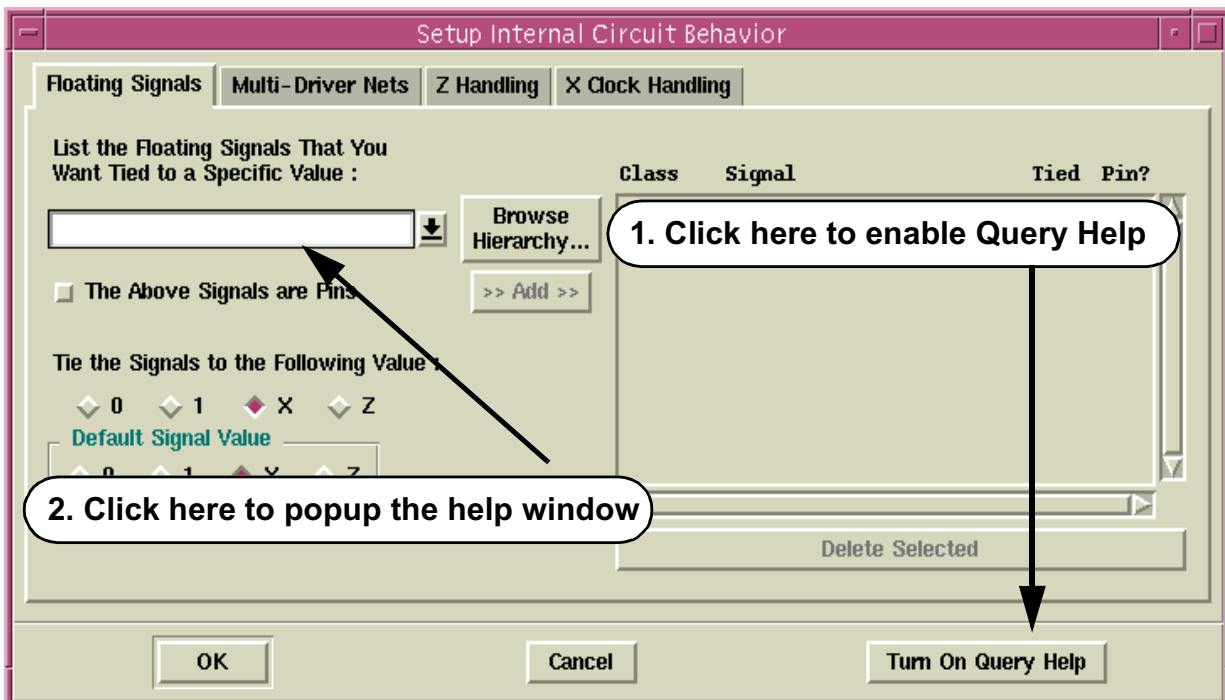 Setup Internal Circuit Behavior
Floating Signals Multi-Driver Nets Z Handling X Clock Handling
List the Floating Signals That You
Want Tied to a Specific Value :
Class Signal Tied Pin?
Browse
Hierarchy...
1. Click here to enable Query Help
The Above Signals are Pins
>> Add >>
Tie the Signals to the Following Value :
0 1 X Z
Default Signal Value
0 1 X Z
2. Click here to popup the help window
Delete Selected
OK Cancel Turn On Query Help